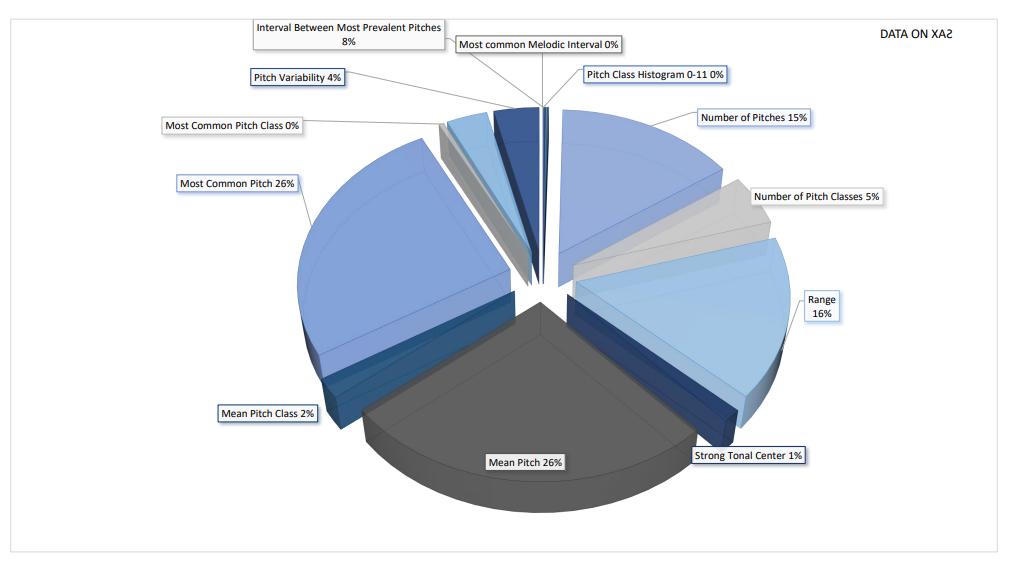 DATA ON XA2
Interval Between Most Prevalent Pitches
8%
Most common Melodic Interval 0%
Pitch Variability 4%
Pitch Class Histogram 0-11 0%
Most Common Pitch Class 0%
Number of Pitches 15%
Most Common Pitch 26%
Number of Pitch Classes 5%
Range
16%
Mean Pitch Class 2%
Mean Pitch 26%
Strong Tonal Center 1%